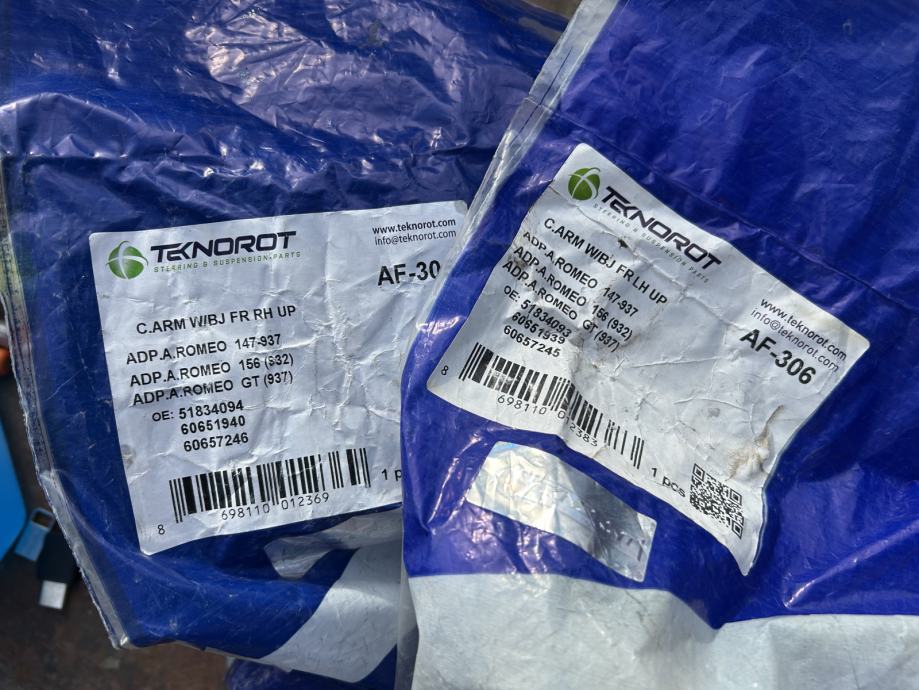 TEKNOROT
STEERING & SUSPENSION PARTS
www.teknorot.com
info@teknorot.com
AF-30
C.ARM W/BJ FR RH UP
ADP.A.ROMEO 147-937
ADP.A.ROMEO 156 (932)
ADP.A.ROMEO GT (937)
OE: 51834094
60651940
60657246
8 698110 012369
1 p
TEKNOROT
STEERING & SUSPENSION PARTS
www.teknorot.com
info@teknorot.com
AF-306
C.ARM W/BJ FR LH UP
ADP.A.ROMEO 147-937
ADP.A.ROMEO 156 (932)
ADP.A.ROMEO GT (937)
OE: 51834093
60651939
60657245
8 698110 012383
1 pcs